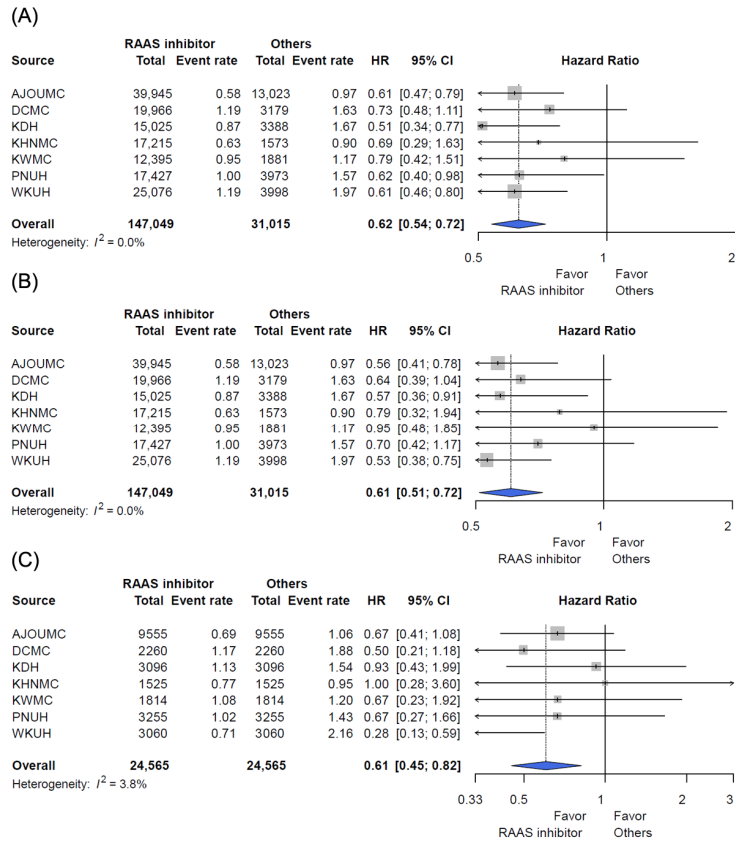 (A)
RAAS inhibitor Others
Source Total Event rate Total Event rate HR 95% CI Hazard Ratio
AJOUMC 39,945 0.58 13,023 0.97 0.61 [0.47; 0.79]
DCMC 19,966 1.19 3179 1.63 0.73 [0.48; 1.11]
KDH 15,025 0.87 3388 1.67 0.51 [0.34; 0.77]
KHNMC 17,215 0.63 1573 0.90 0.69 [0.29; 1.63]
KWMC 12,395 0.95 1881 1.17 0.79 [0.42; 1.51]
PNUH 17,427 1.00 3973 1.57 0.62 [0.40; 0.98]
WKUH 25,076 1.19 3998 1.97 0.61 [0.46; 0.80]
Overall 147,049 31,015 0.62 [0.54; 0.72]
Heterogeneity: I² = 0.0%
0.5 1 2
Favor Favor
RAAS inhibitor Others
(B)
RAAS inhibitor Others
Source Total Event rate Total Event rate HR 95% CI Hazard Ratio
AJOUMC 39,945 0.58 13,023 0.97 0.56 [0.41; 0.78]
DCMC 19,966 1.19 3179 1.63 0.64 [0.39; 1.04]
KDH 15,025 0.87 3388 1.67 0.57 [0.36; 0.91]
KHNMC 17,215 0.63 1573 0.90 0.79 [0.32; 1.94]
KWMC 12,395 0.95 1881 1.17 0.95 [0.48; 1.85]
PNUH 17,427 1.00 3973 1.57 0.70 [0.42; 1.17]
WKUH 25,076 1.19 3998 1.97 0.53 [0.38; 0.75]
Overall 147,049 31,015 0.61 [0.51; 0.72]
Heterogeneity: I² = 0.0%
0.5 1 2
Favor Favor
RAAS inhibitor Others
(C)
RAAS inhibitor Others
Source Total Event rate Total Event rate HR 95% CI Hazard Ratio
AJOUMC 9555 0.69 9555 1.06 0.67 [0.41; 1.08]
DCMC 2260 1.17 2260 1.88 0.50 [0.21; 1.18]
KDH 3096 1.13 3096 1.54 0.93 [0.43; 1.99]
KHNMC 1525 0.77 1525 0.95 1.00 [0.28; 3.60]
KWMC 1814 1.08 1814 1.20 0.67 [0.23; 1.92]
PNUH 3255 1.02 3255 1.43 0.67 [0.27; 1.66]
WKUH 3060 0.71 3060 2.16 0.28 [0.13; 0.59]
Overall 24,565 24,565 0.61 [0.45; 0.82]
Heterogeneity: I² = 3.8%
0.33 0.5 1 2 3
Favor Favor
RAAS inhibitor Others